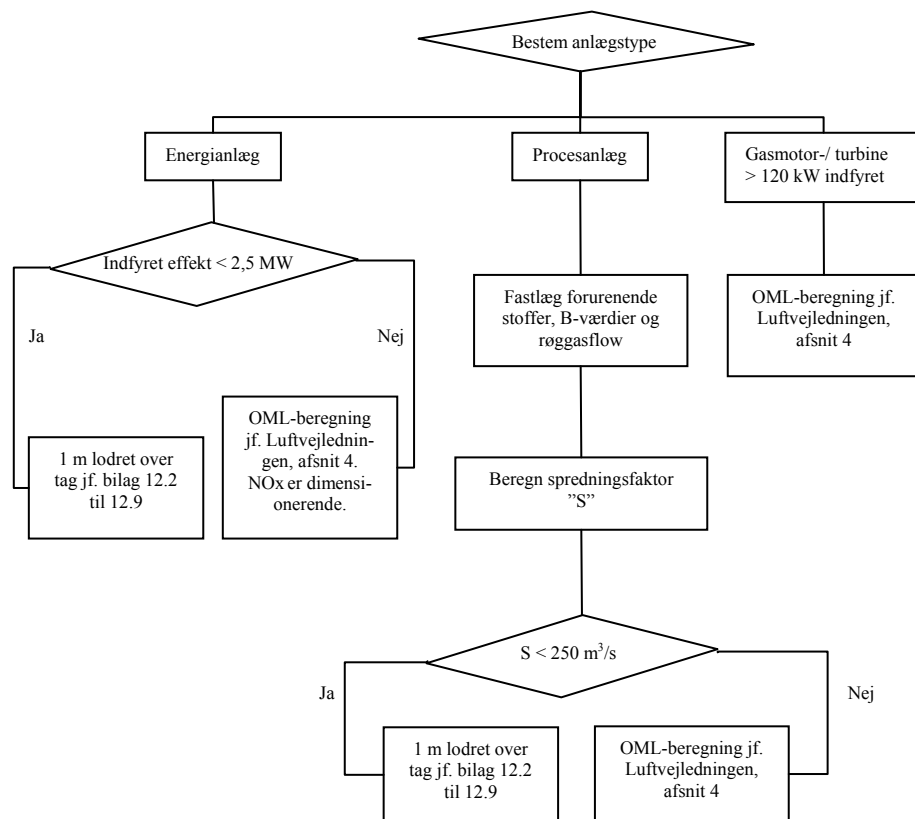 Bestem anlægstype
Energianlæg
Procesanlæg
Gasmotor-/ turbine
> 120 kW indfyret
Indfyret effekt < 2,5 MW
Ja
Nej
Fastlæg forurenende
stoffer, B-værdier og
røggasflow
OML-beregning jf.
Luftvejledningen,
afsnit 4
1 m lodret over
tag jf. bilag 12.2
til 12.9
OML-beregning
jf. Luftvejlednin-
gen, afsnit 4.
NOx er dimensi-
onerende.
Beregn spredningsfaktor
”S”
S < 250 m³/s
Ja
Nej
1 m lodret over
tag jf. bilag 12.2
til 12.9
OML-beregning jf.
Luftvejledningen,
afsnit 4